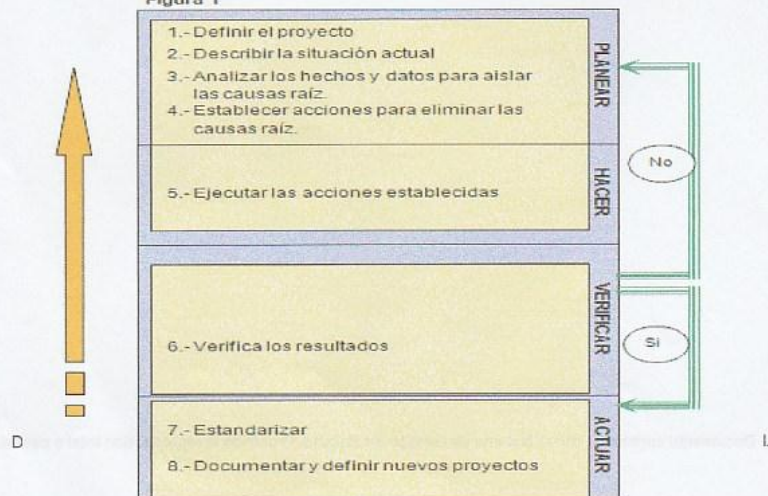 Figura 1
1.- Definir el proyecto
2.- Describir la situación actual
3.- Analizar los hechos y datos para aislar
las causas raíz.
4.- Establecer acciones para eliminar las
causas raíz.
PLANEAR
No
5.- Ejecutar las acciones establecidas
HACER
6.- Verifica los resultados
VERIFICAR
Si
7.- Estandarizar
8.- Documentar y definir nuevos proyectos
ACTUAR
D